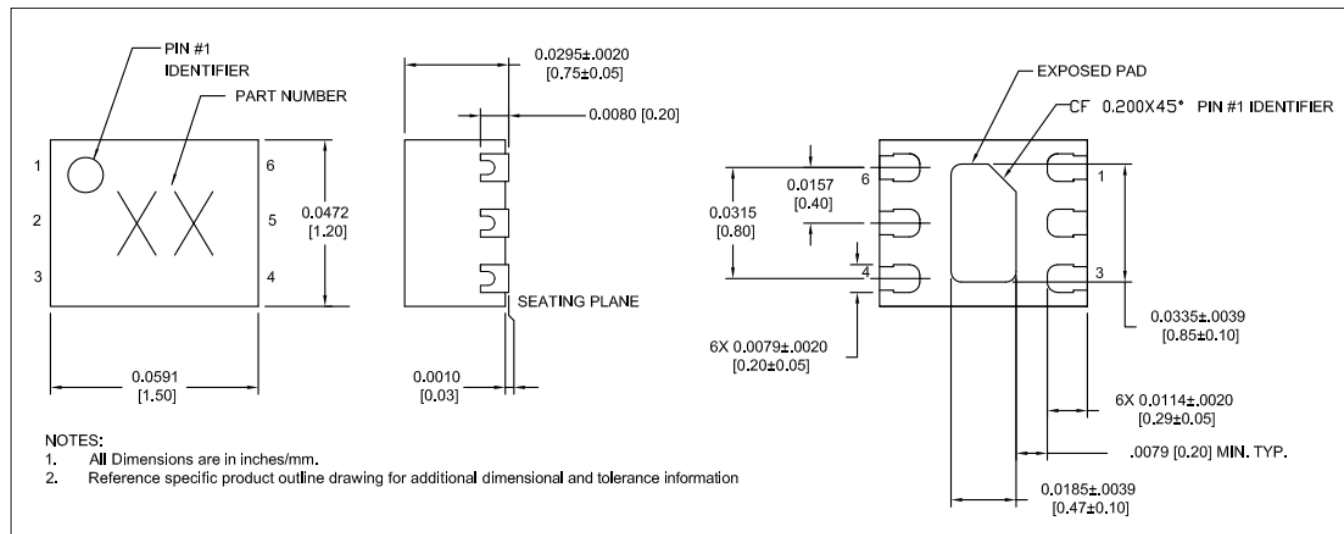 PIN #1
IDENTIFIER
PART NUMBER
1
2
3
6
5
4
0.0472
[1.20]
0.0591
[1.50]
0.0295±.0020
[0.75±0.05]
0.0080 [0.20]
SEATING PLANE
0.0010
[0.03]
EXPOSED PAD
CF 0.200X45° PIN #1 IDENTIFIER
6
4
1
3
0.0157
[0.40]
0.0315
[0.80]
6X 0.0079±.0020
[0.20±0.05]
0.0335±.0039
[0.85±0.10]
6X 0.0114±.0020
[0.29±0.05]
.0079 [0.20] MIN. TYP.
0.0185±.0039
[0.47±0.10]
XX
NOTES:
1. All Dimensions are in inches/mm.
2. Reference specific product outline drawing for additional dimensional and tolerance information